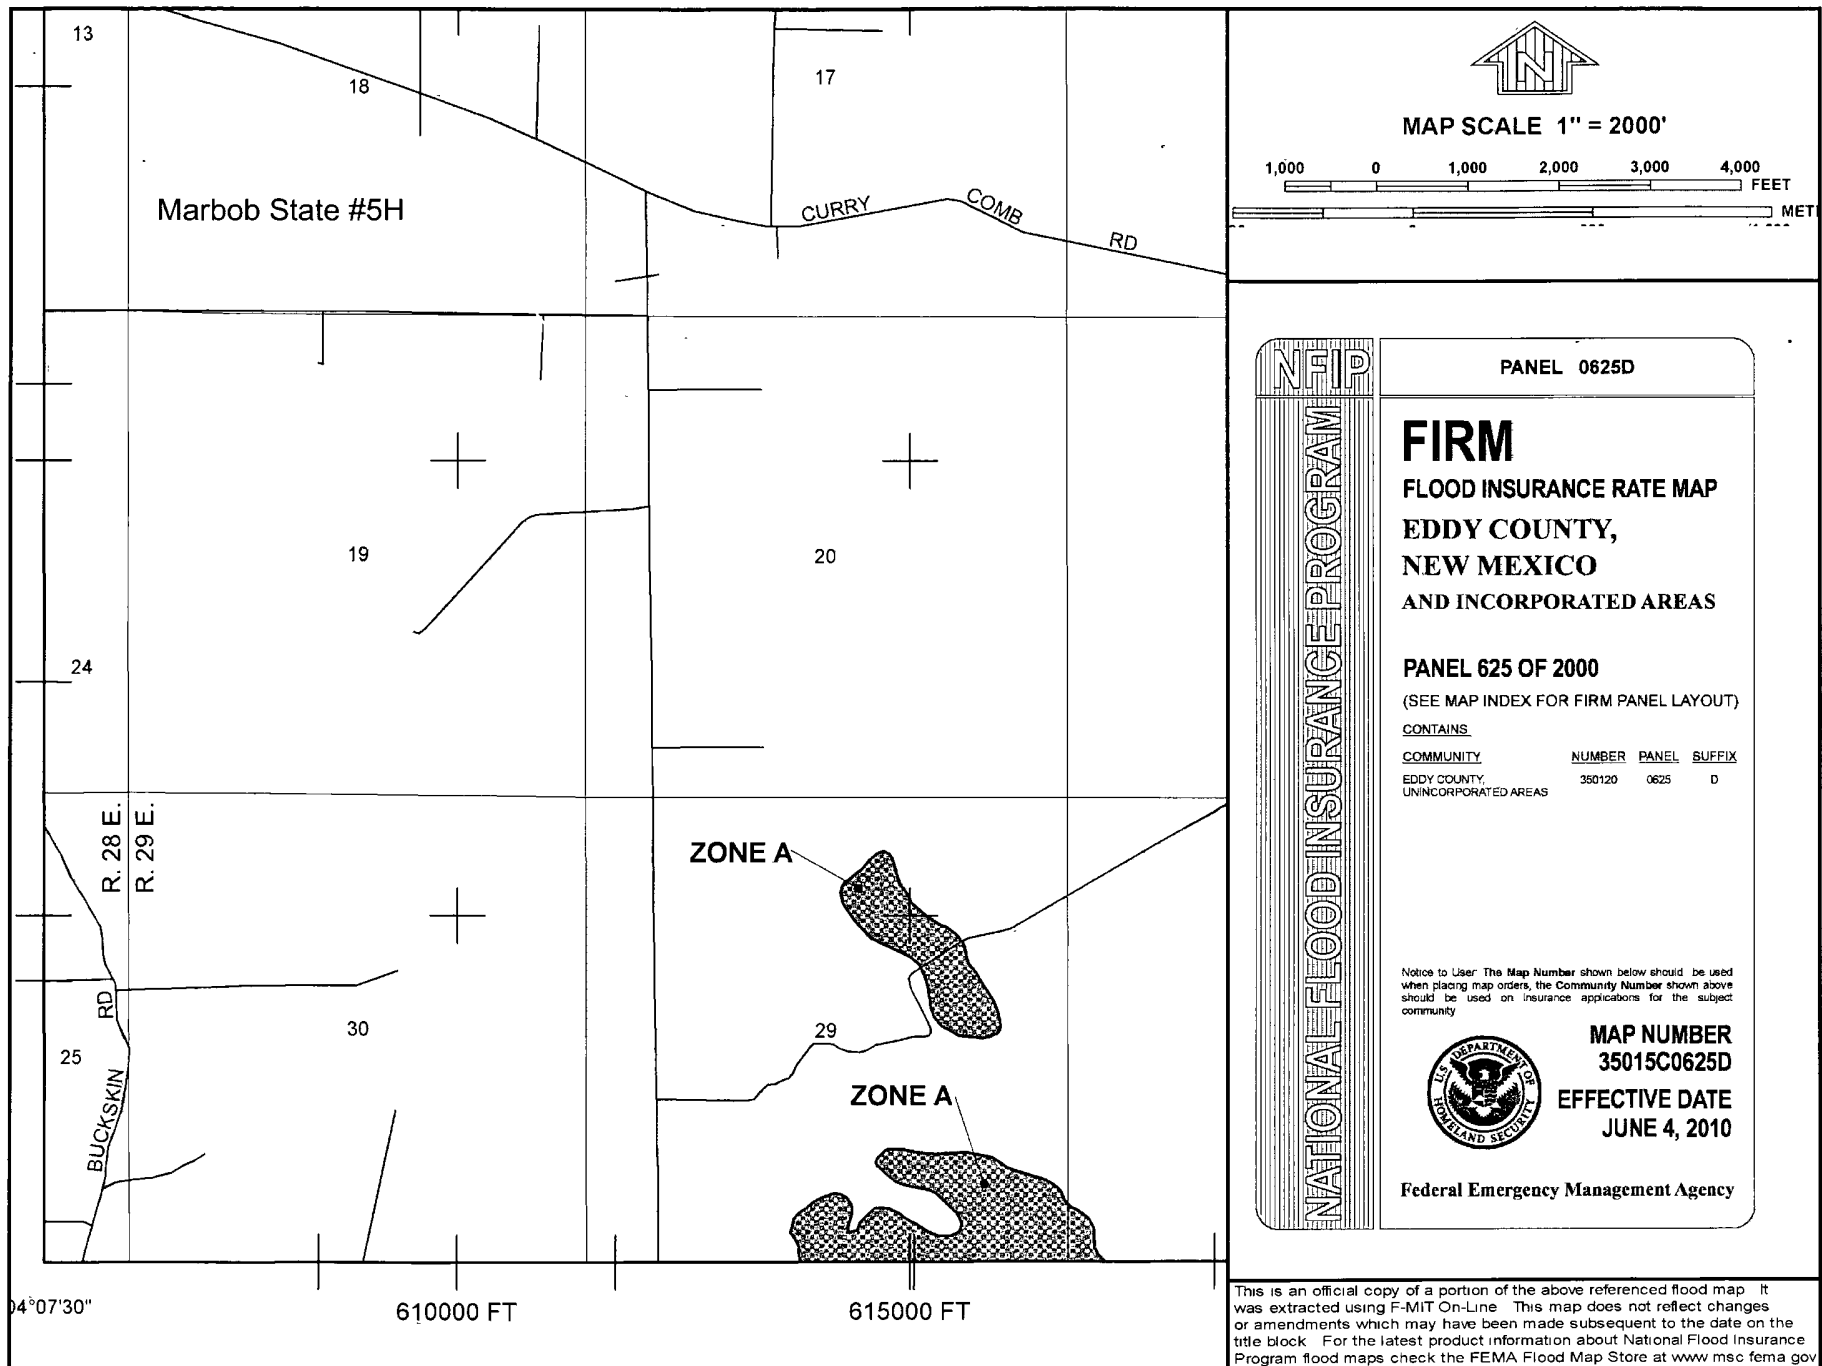 13
18
17
Marbob State #5H
CURRY
COMB
RD
19
20
24
R. 28 E.
R. 29 E.
ZONE A
RD
30
29
25
BUCKSKIN
ZONE A
04°07'30"
610000 FT
615000 FT
N
MAP SCALE 1" = 2000'
1,000 0 1,000 2,000 3,000 4,000
FEET
METI
NFIP
NATIONAL FLOOD INSURANCE PROGRAM
PANEL 0625D
FIRM
FLOOD INSURANCE RATE MAP
EDDY COUNTY,
NEW MEXICO
AND INCORPORATED AREAS
PANEL 625 OF 2000
(SEE MAP INDEX FOR FIRM PANEL LAYOUT)
CONTAINS
COMMUNITY NUMBER PANEL SUFFIX
EDDY COUNTY, 350120 0625 D
UNINCORPORATED AREAS
Notice to User The Map Number shown below should be used
when placing map orders, the Community Number shown above
should be used on insurance applications for the subject
community
U.S. DEPARTMENT OF HOMELAND SECURITY
MAP NUMBER
35015C0625D
EFFECTIVE DATE
JUNE 4, 2010
Federal Emergency Management Agency
This is an official copy of a portion of the above referenced flood map It
was extracted using F-MIT On-Line This map does not reflect changes
or amendments which may have been made subsequent to the date on the
title block For the latest product information about National Flood Insurance
Program flood maps check the FEMA Flood Map Store at www msc fema gov